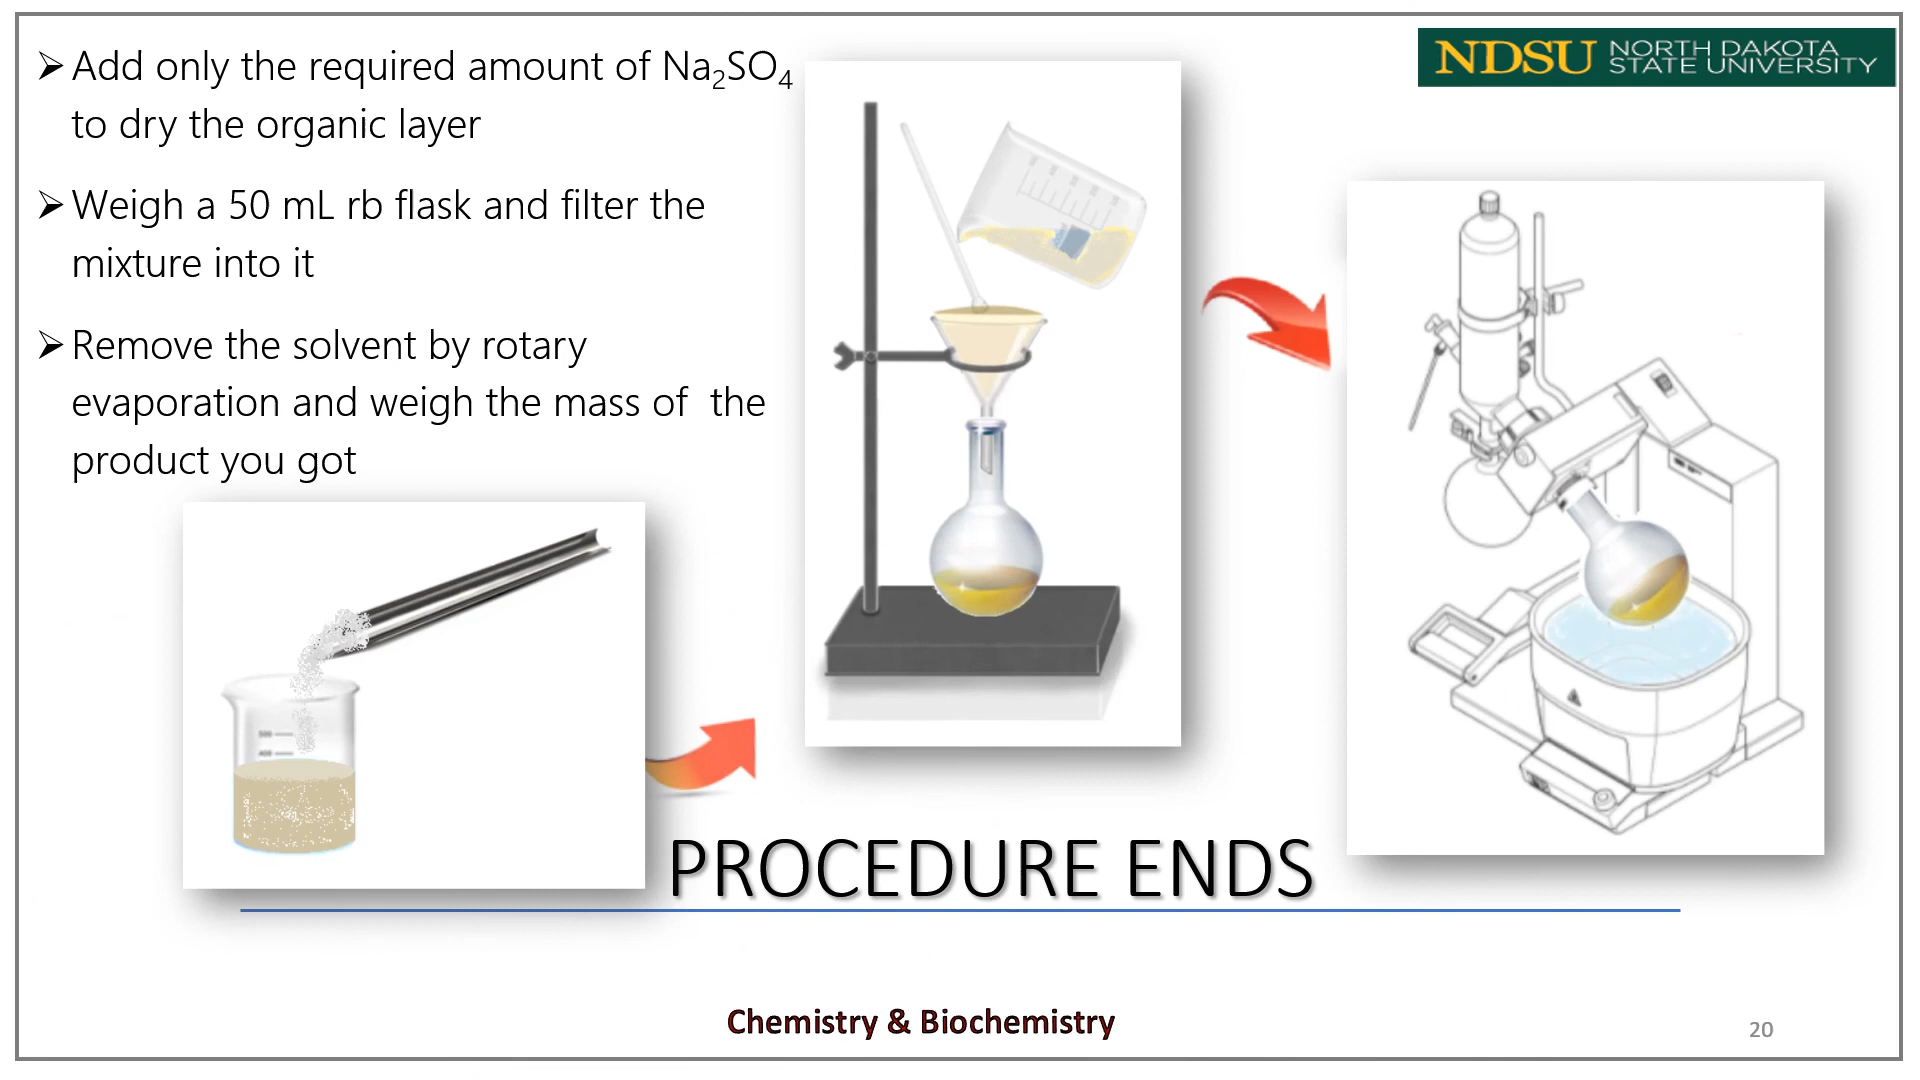 ➢Add only the required amount of Na₂SO₄
to dry the organic layer
➢Weigh a 50 mL rb flask and filter the
mixture into it
➢Remove the solvent by rotary
evaporation and weigh the mass of  the
product you got
NDSU NORTH DAKOTA
STATE UNIVERSITY
500
400
PROCEDURE ENDS
Chemistry & Biochemistry
20